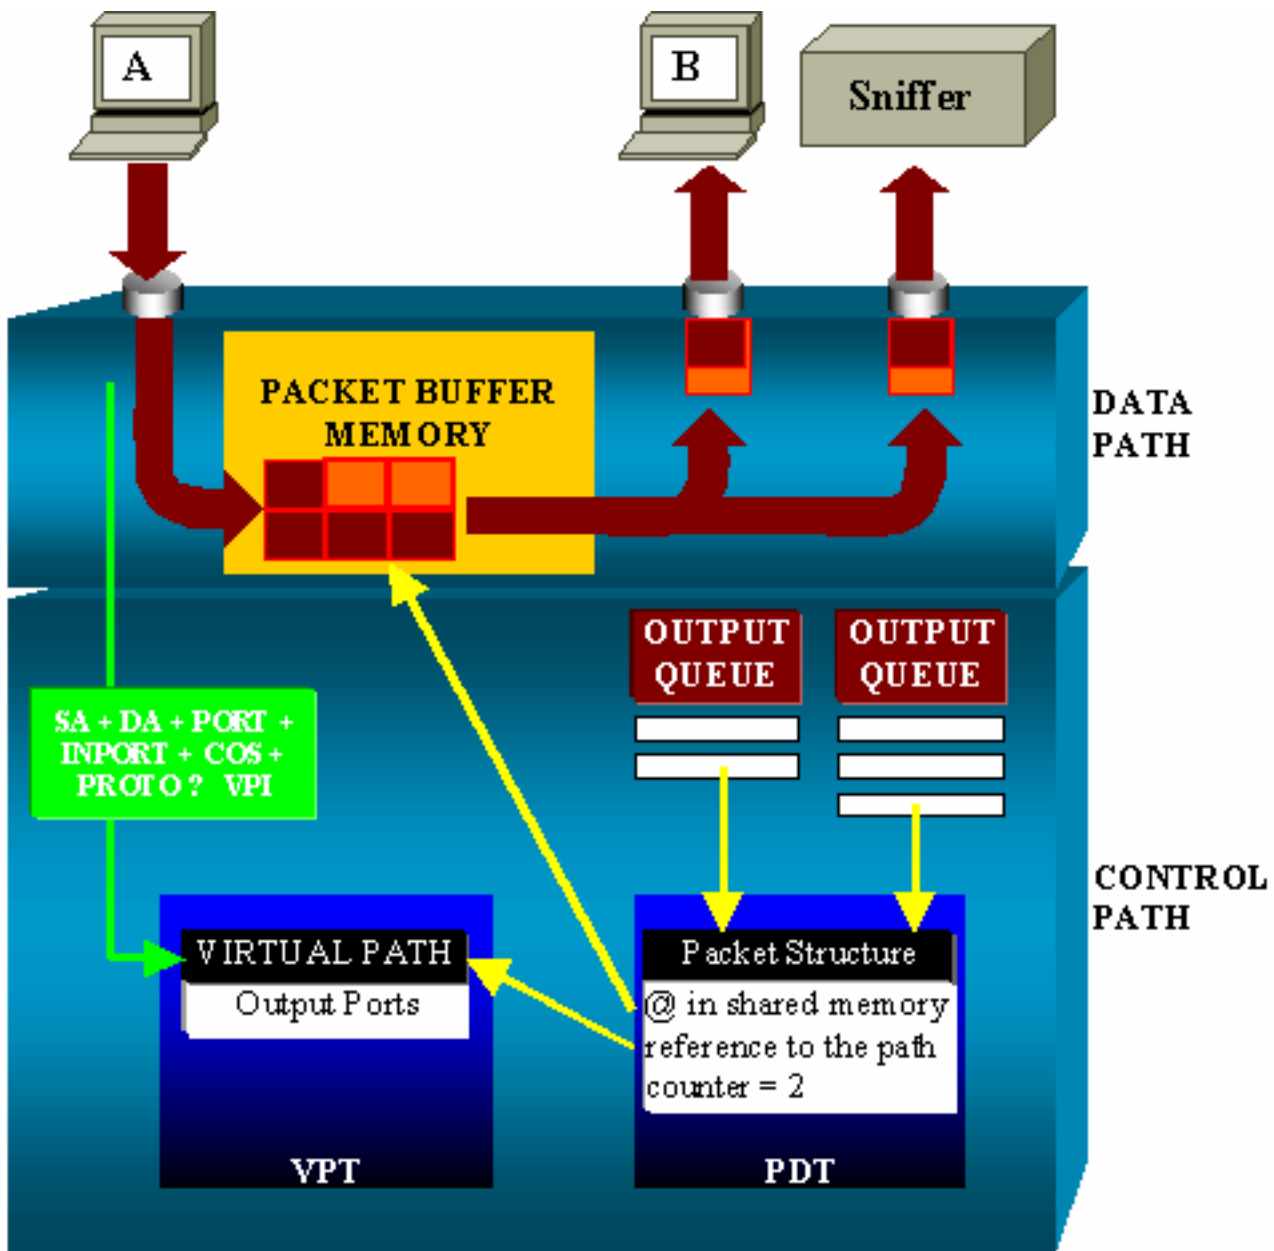 A
B
Sniffer
PACKET BUFFER
MEMORY
DATA
PATH
OUTPUT
QUEUE
OUTPUT
QUEUE
SA + DA + PORT +
INPORT + COS +
PROTO ? VPI
CONTROL
PATH
VIRTUAL PATH
Output Ports
VPT
Packet Structure
@ in shared memory
reference to the path
counter = 2
PDT